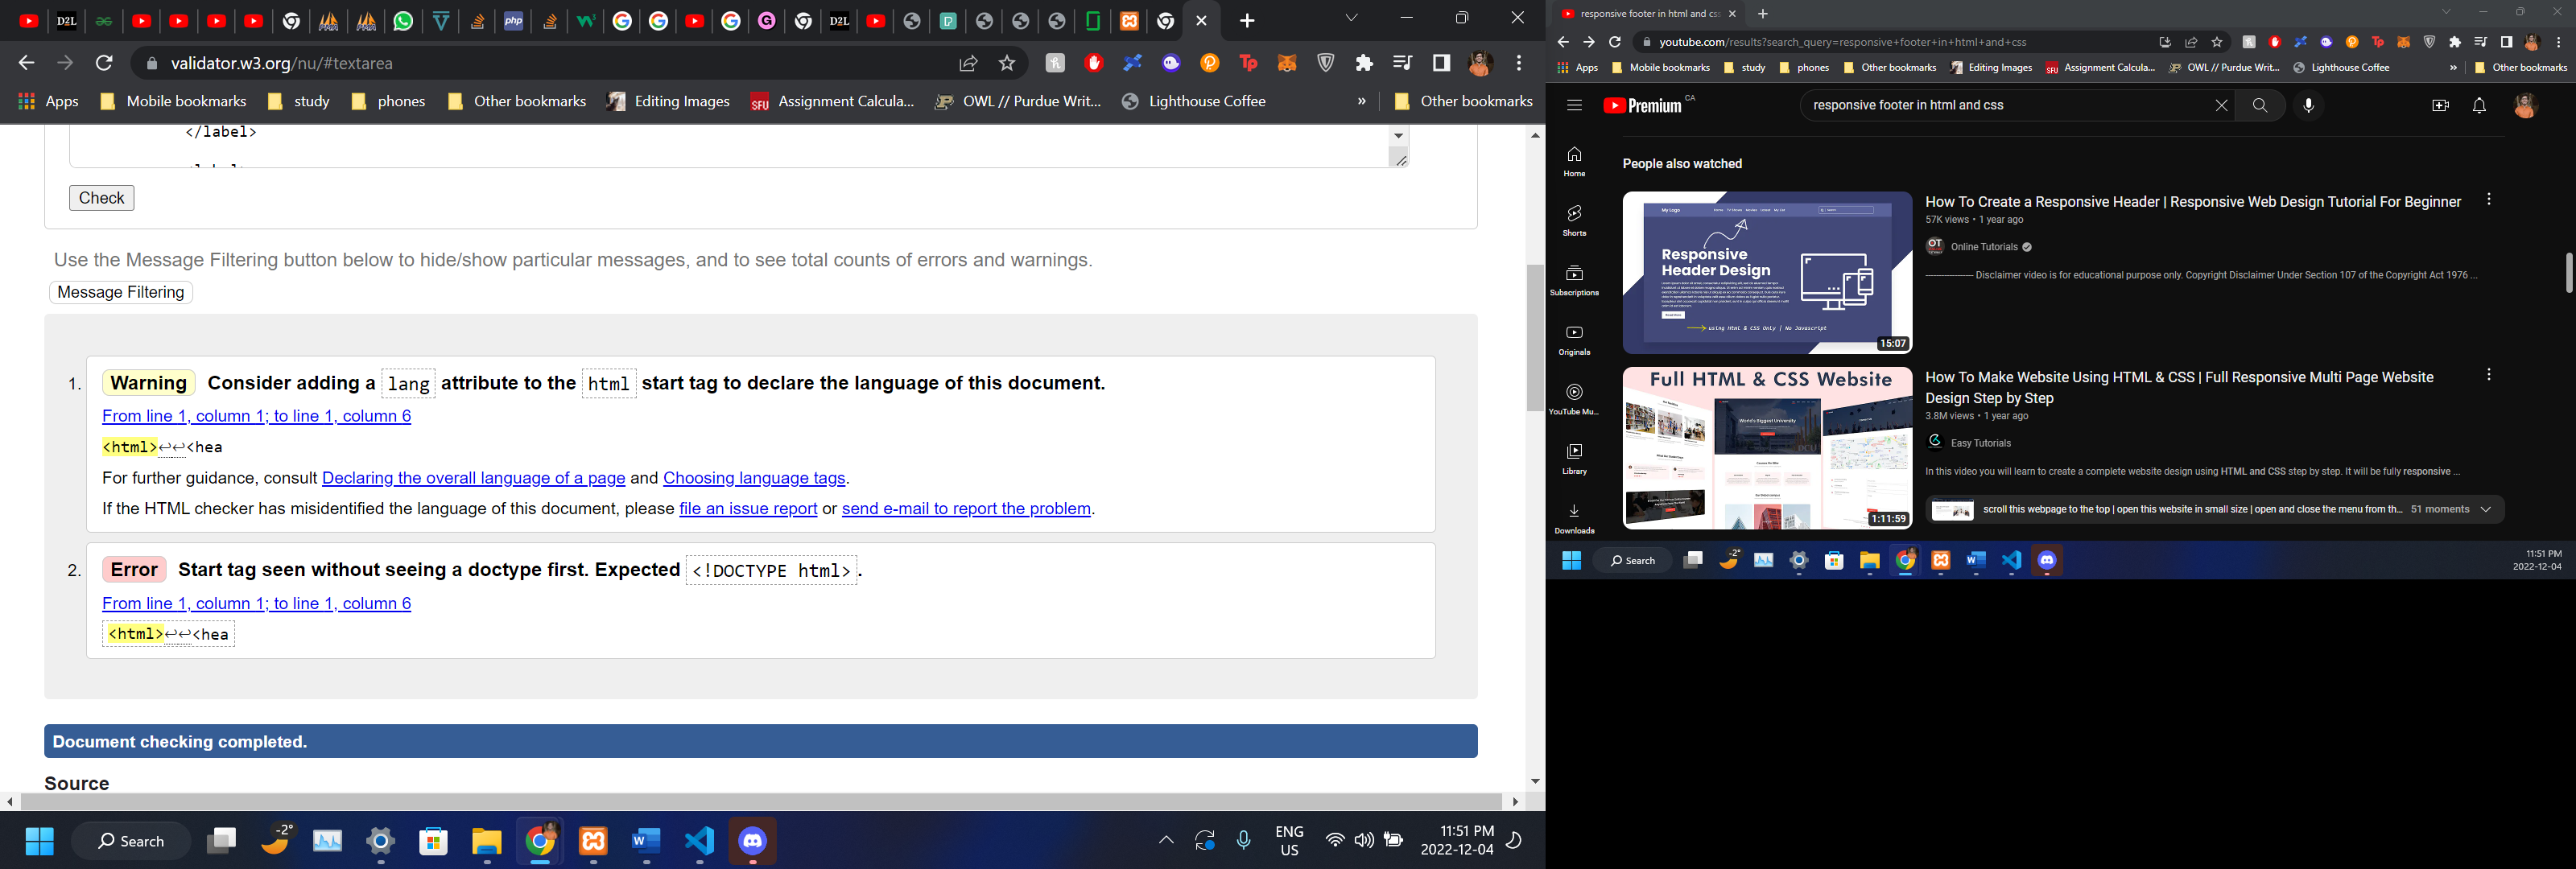 validator.w3.org/nu/#textarea
Apps Mobile bookmarks study phones Other bookmarks Editing Images SFU Assignment Calcula... OWL // Purdue Writ... Lighthouse Coffee » Other bookmarks
</label>
Check
Use the Message Filtering button below to hide/show particular messages, and to see total counts of errors and warnings.
Message Filtering
1. Warning Consider adding a lang attribute to the html start tag to declare the language of this document.
From line 1, column 1; to line 1, column 6
<html>↩↩<hea
For further guidance, consult Declaring the overall language of a page and Choosing language tags.
If the HTML checker has misidentified the language of this document, please file an issue report or send e-mail to report the problem.
2. Error Start tag seen without seeing a doctype first. Expected <!DOCTYPE html>.
From line 1, column 1; to line 1, column 6
<html>↩↩<hea
Document checking completed.
Source
-2°
Search
ENG
US
11:51 PM
2022-12-04
responsive footer in html and css
youtube.com/results?search_query=responsive+footer+in+html+and+css
Apps Mobile bookmarks study phones Other bookmarks Editing Images SFU Assignment Calcula... OWL // Purdue Writ... Lighthouse Coffee » Other bookmarks
Premium CA
responsive footer in html and css
Home
Shorts
Subscriptions
Originals
YouTube Mu...
Library
Downloads
People also watched
My Logo
Responsive
Header Design
using Html & CSS Only | No Javascript
15:07
How To Create a Responsive Header | Responsive Web Design Tutorial For Beginner
57K views • 1 year ago
Online Tutorials
Disclaimer video is for educational purpose only. Copyright Disclaimer Under Section 107 of the Copyright Act 1976 ...
Full HTML & CSS Website
World's Biggest University
1:11:59
How To Make Website Using HTML & CSS | Full Responsive Multi Page Website
Design Step by Step
3.8M views • 1 year ago
Easy Tutorials
In this video you will learn to create a complete website design using HTML and CSS step by step. It will be fully responsive ...
scroll this webpage to the top | open this website in small size | open and close the menu from th... 51 moments
Search
-2°
11:51 PM
2022-12-04